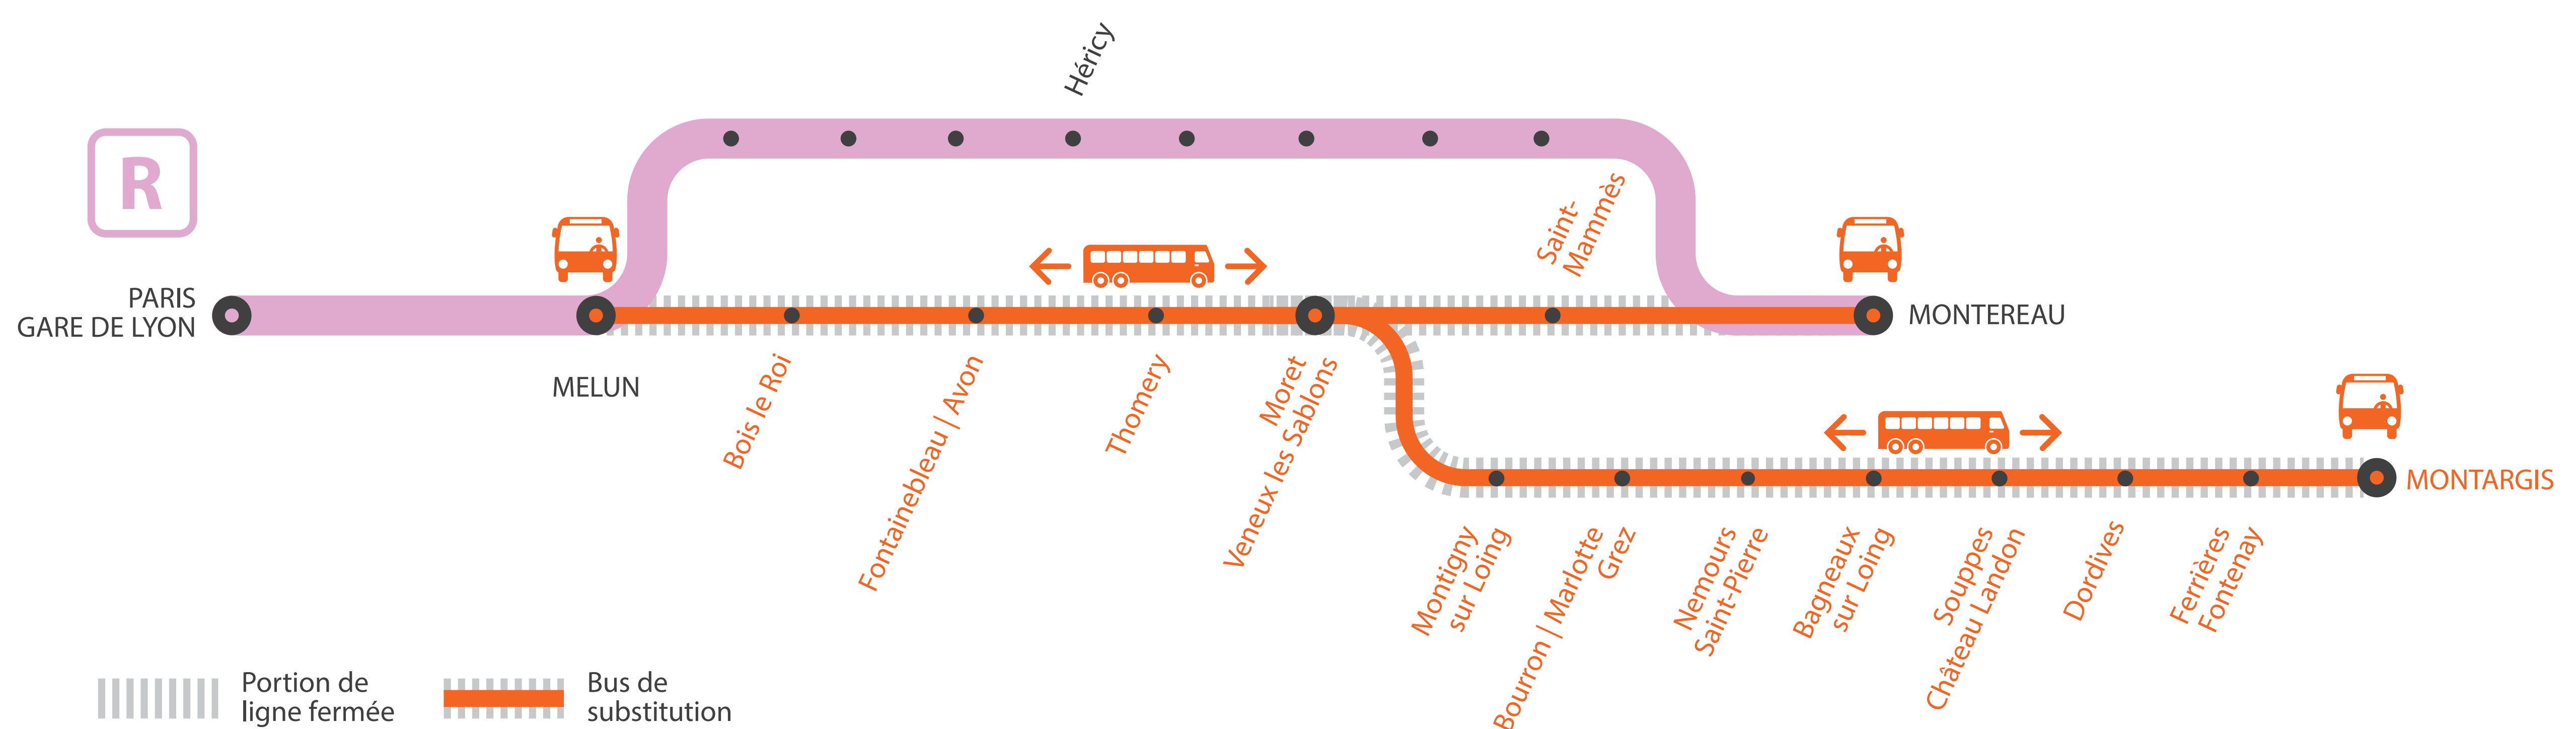 Héricy
R
Saint-
Mammès
PARIS
GARE DE LYON
MONTEREAU
MELUN
Bois le Roi
Fontainebleau | Avon
Thomery
Moret
Veneux les Sablons
MONTARGIS
Montigny
sur Loing
Bourron | Marlotte
Grez
Nemours
Saint-Pierre
Bagneaux
sur Loing
Souppes
Château Landon
Dordives
Ferrières
Fontenay
Portion de
ligne fermée
Bus de
substitution